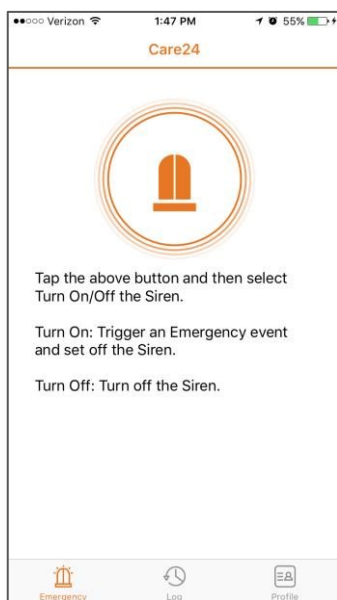 Verizon 1:47 PM 55%
Care24
Tap the above button and then select
Turn On/Off the Siren.
Turn On: Trigger an Emergency event
and set off the Siren.
Turn Off: Turn off the Siren.
Emergency Log Profile